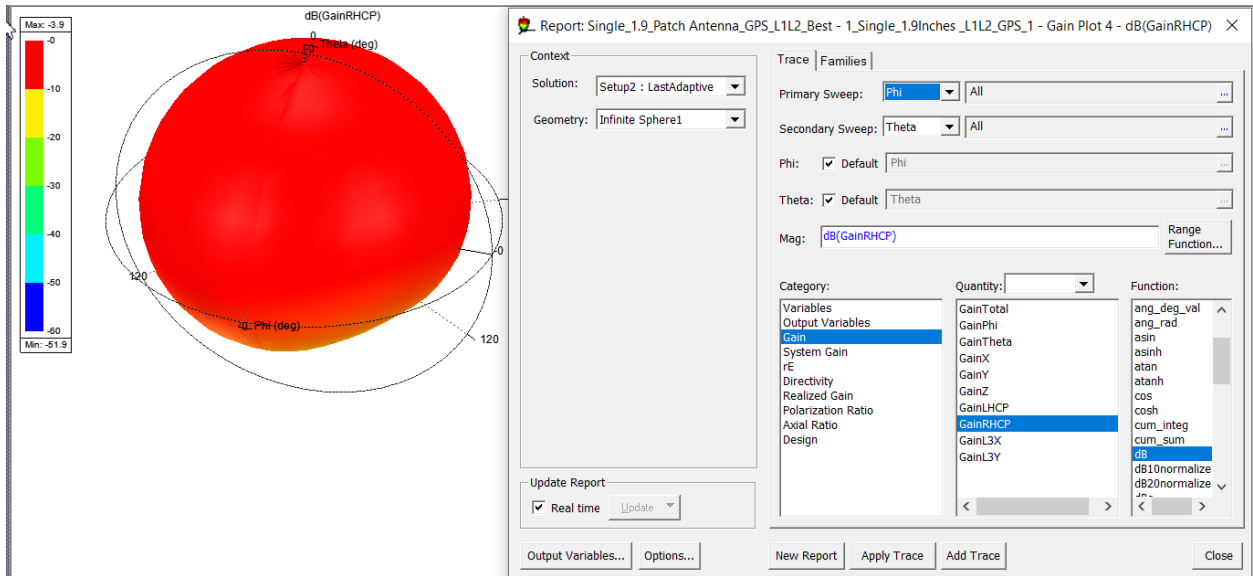 dB(GainRHCP)
Max: -3.9
-0
-10
-20
-30
-40
-50
-60
Min: -51.9
0
Theta (deg)
-0
120
Phi (deg)
120
Report: Single_1.9_Patch Antenna_GPS_L1L2_Best - 1_Single_1.9Inches _L1L2_GPS_1 - Gain Plot 4 - dB(GainRHCP)
Context
Solution: Setup2 : LastAdaptive
Geometry: Infinite Sphere1
Update Report
Real time Update
Trace Families
Primary Sweep: Phi All ...
Secondary Sweep: Theta All ...
Phi: Default Phi ...
Theta: Default Theta ...
Mag: dB(GainRHCP) Range Function...
Category:
Variables
Output Variables
Gain
System Gain
rE
Directivity
Realized Gain
Polarization Ratio
Axial Ratio
Design
Quantity:
GainTotal
GainPhi
GainTheta
GainX
GainY
GainZ
GainLHCP
GainRHCP
GainL3X
GainL3Y
Function:
ang_deg_val
ang_rad
asin
asinh
atan
atanh
cos
cosh
cum_integ
cum_sum
dB
dB10normalize
dB20normalize
Output Variables... Options... New Report Apply Trace Add Trace Close